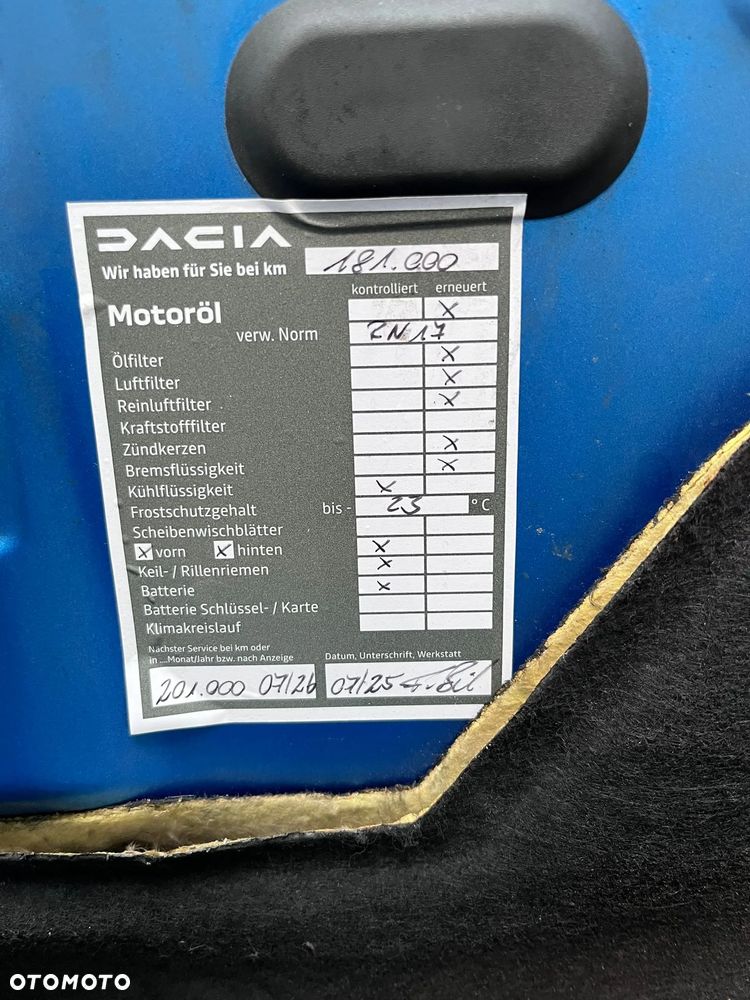 DACIA
Wir haben für Sie bei km 181.000
kontrolliert erneuert
Motoröl X
verw. Norm RN17
Ölfilter X
Luftfilter X
Reinluftfilter X
Kraftstofffilter
Zündkerzen X
Bremsflüssigkeit X
Kühlflüssigkeit X
Frostschutzgehalt bis - 23 °C
Scheibenwischblätter
X vorn X hinten X
Keil- / Rillenriemen X
Batterie X
Batterie Schlüssel- / Karte
Klimakreislauf
Nächster Service bei km oder
in ....Monat/Jahr bzw. nach Anzeige Datum, Unterschrift, Werkstatt
201.000 07/26 07/25
OTOMOTO